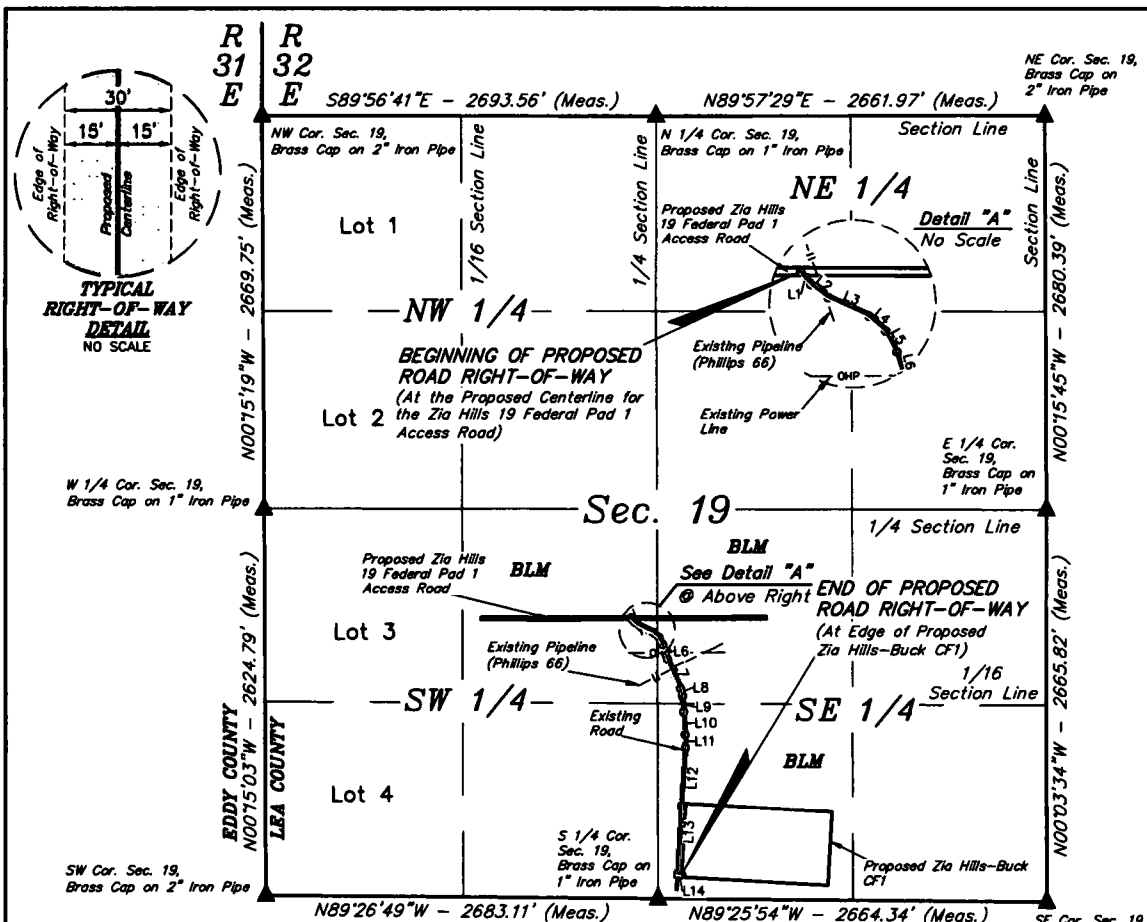 R R
31 32
E E
NE Cor. Sec. 19,
Brass Cap on
2" Iron Pipe
S89°56'41"E - 2693.56' (Meas.)
N89°57'29"E - 2661.97' (Meas.)
30'
15' 15'
Edge of
Right-of-Way
Proposed
Centerline
Edge of
Right-of-Way
TYPICAL
RIGHT-OF-WAY
DETAIL
NO SCALE
NW Cor. Sec. 19,
Brass Cap on 2" Iron Pipe
N 1/4 Cor. Sec. 19,
Brass Cap on 1" Iron Pipe
Section Line
1/16 Section Line
1/4 Section Line
Section Line
N00°15'19"W - 2669.75' (Meas.)
N00°15'45"W - 2680.39' (Meas.)
Lot 1
NE 1/4
Proposed Zia Hills
19 Federal Pad 1
Access Road
Detail "A"
No Scale
L1
L2
L3
L4
L5
L6
Existing Pipeline
(Phillips 66)
OHP
Existing Power
Line
NW 1/4
BEGINNING OF PROPOSED
ROAD RIGHT-OF-WAY
(At the Proposed Centerline for
the Zia Hills 19 Federal Pad 1
Access Road)
Lot 2
E 1/4 Cor.
Sec. 19,
Brass Cap on
1" Iron Pipe
W 1/4 Cor. Sec. 19,
Brass Cap on 1" Iron Pipe
Sec. 19
1/4 Section Line
Proposed Zia Hills
19 Federal Pad 1
Access Road
BLM
BLM
See Detail "A"
@ Above Right
END OF PROPOSED
ROAD RIGHT-OF-WAY
(At Edge of Proposed
Zia Hills-Buck CF1)
Lot 3
Existing Pipeline
(Phillips 66)
L6
L7
L8
L9
L10
L11
L12
L13
L14
1/16
Section Line
SW 1/4
SE 1/4
Existing
Road
BLM
EDDY COUNTY
LEA COUNTY
N00°15'03"W - 2624.79' (Meas.)
N00°03'34"W - 2665.82' (Meas.)
Lot 4
S 1/4 Cor.
Sec. 19,
Brass Cap on
1" Iron Pipe
Proposed Zia Hills-Buck
CF1
SW Cor. Sec. 19,
Brass Cap on 2" Iron Pipe
N89°26'49"W - 2683.11' (Meas.)
N89°25'54"W - 2664.34' (Meas.)
SE Cor. Sec. 19